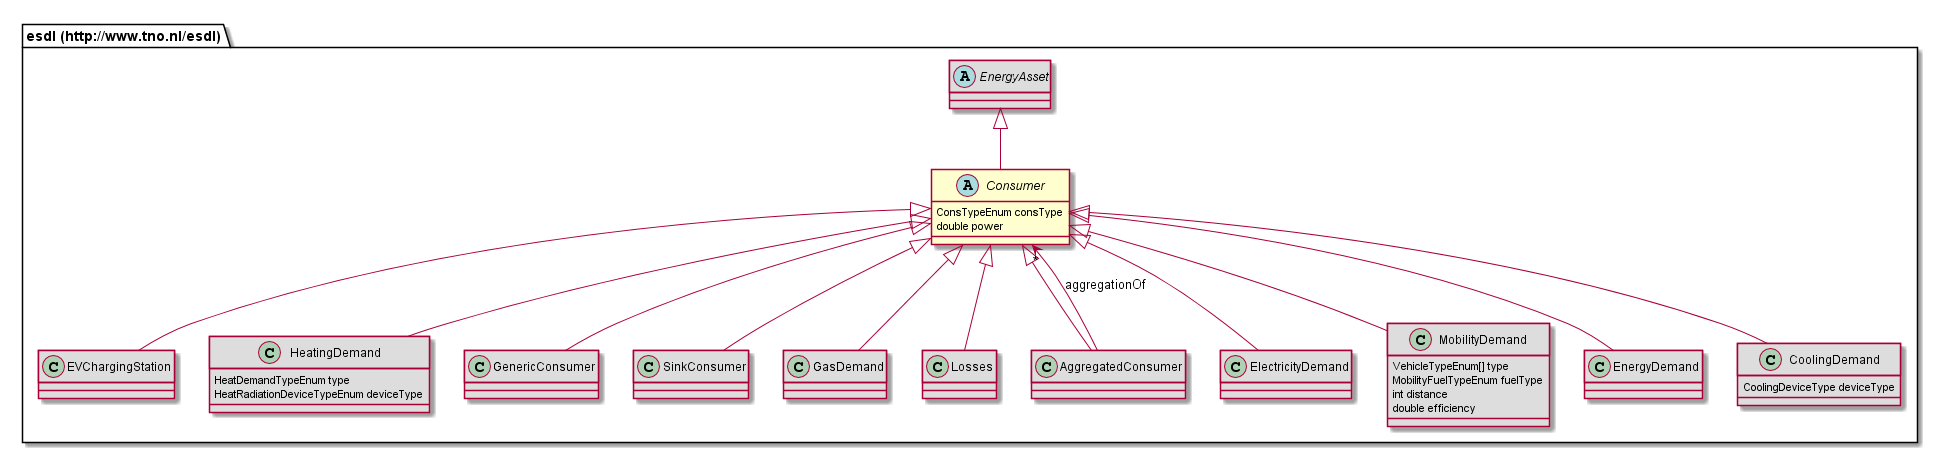 esdl (http://www.tno.nl/esdl)
A EnergyAsset
A Consumer
ConsTypeEnum consType
double power
aggregationOf
C EVChargingStation
C HeatingDemand
HeatDemandTypeEnum type
HeatRadiationDeviceTypeEnum deviceType
C GenericConsumer
C SinkConsumer
C GasDemand
C Losses
C AggregatedConsumer
C ElectricityDemand
C MobilityDemand
VehicleTypeEnum[] type
MobilityFuelTypeEnum fuelType
int distance
double efficiency
C EnergyDemand
C CoolingDemand
CoolingDeviceType deviceType